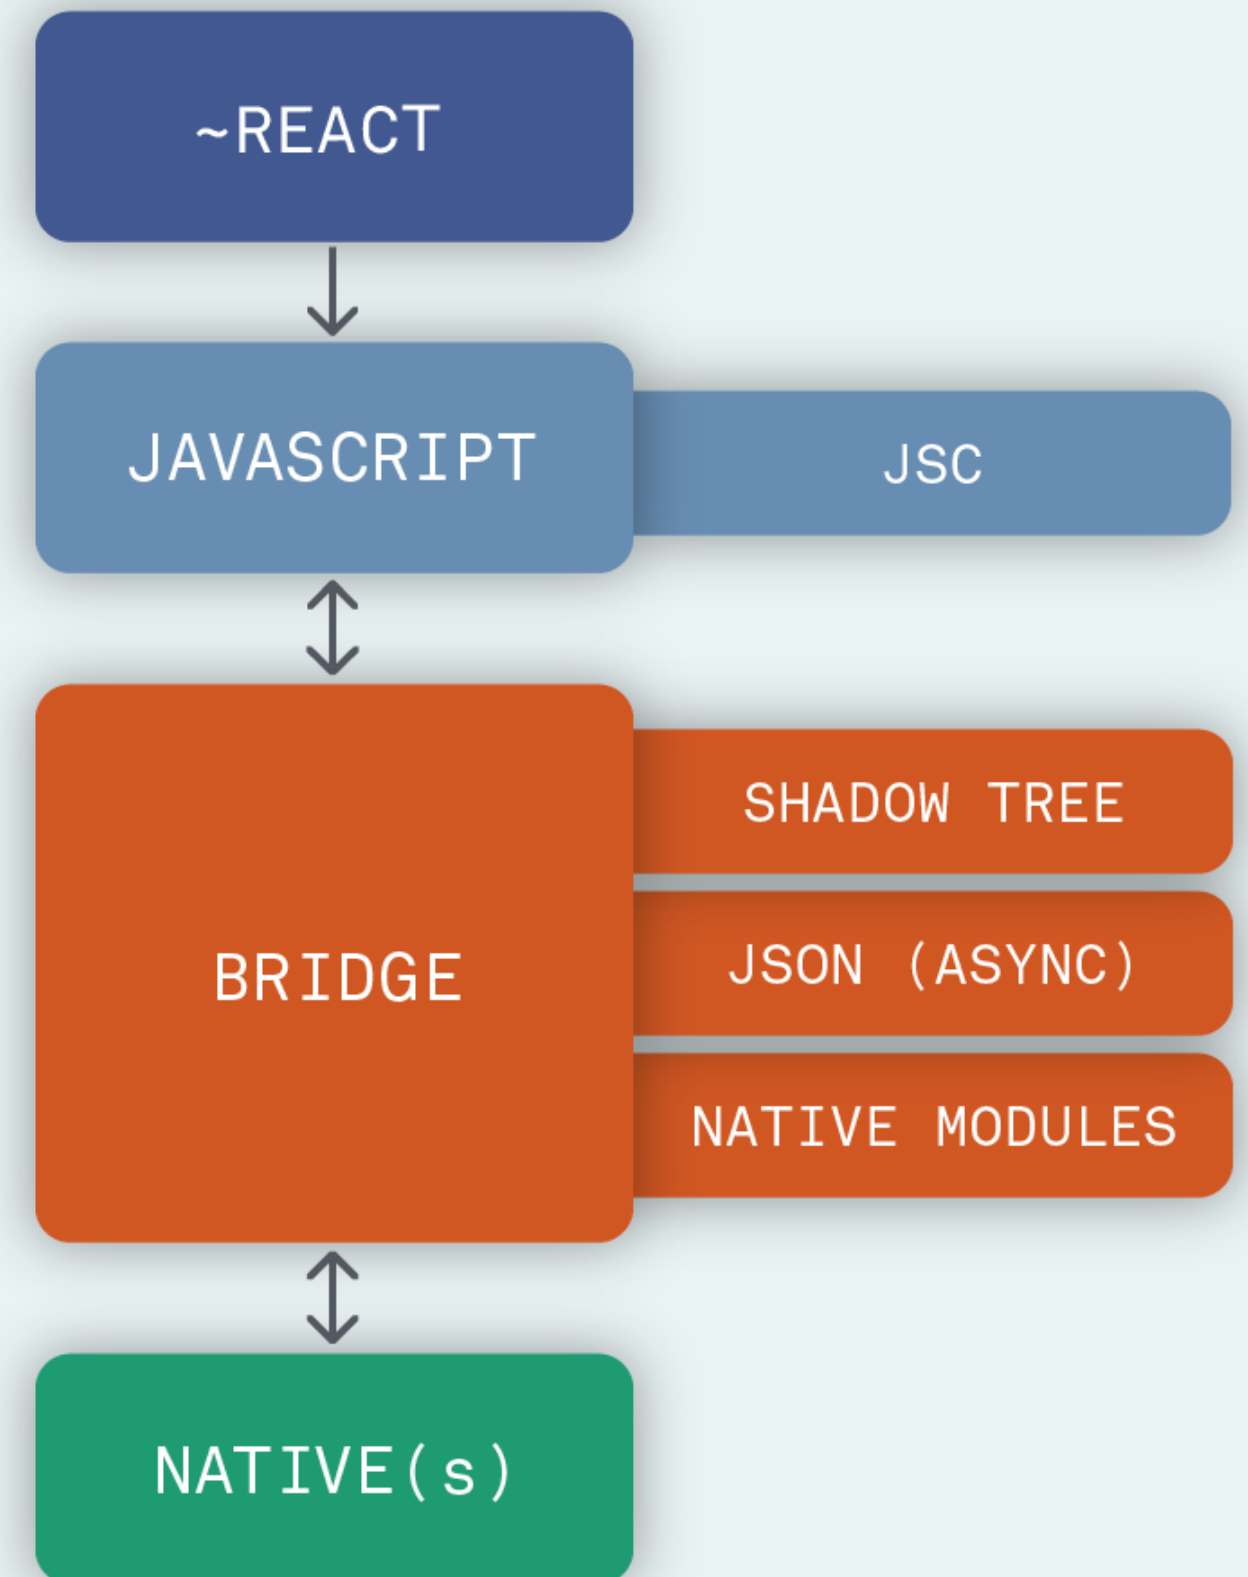 ~REACT
JAVASCRIPT
JSC
BRIDGE
SHADOW TREE
JSON (ASYNC)
NATIVE MODULES
NATIVE(s)